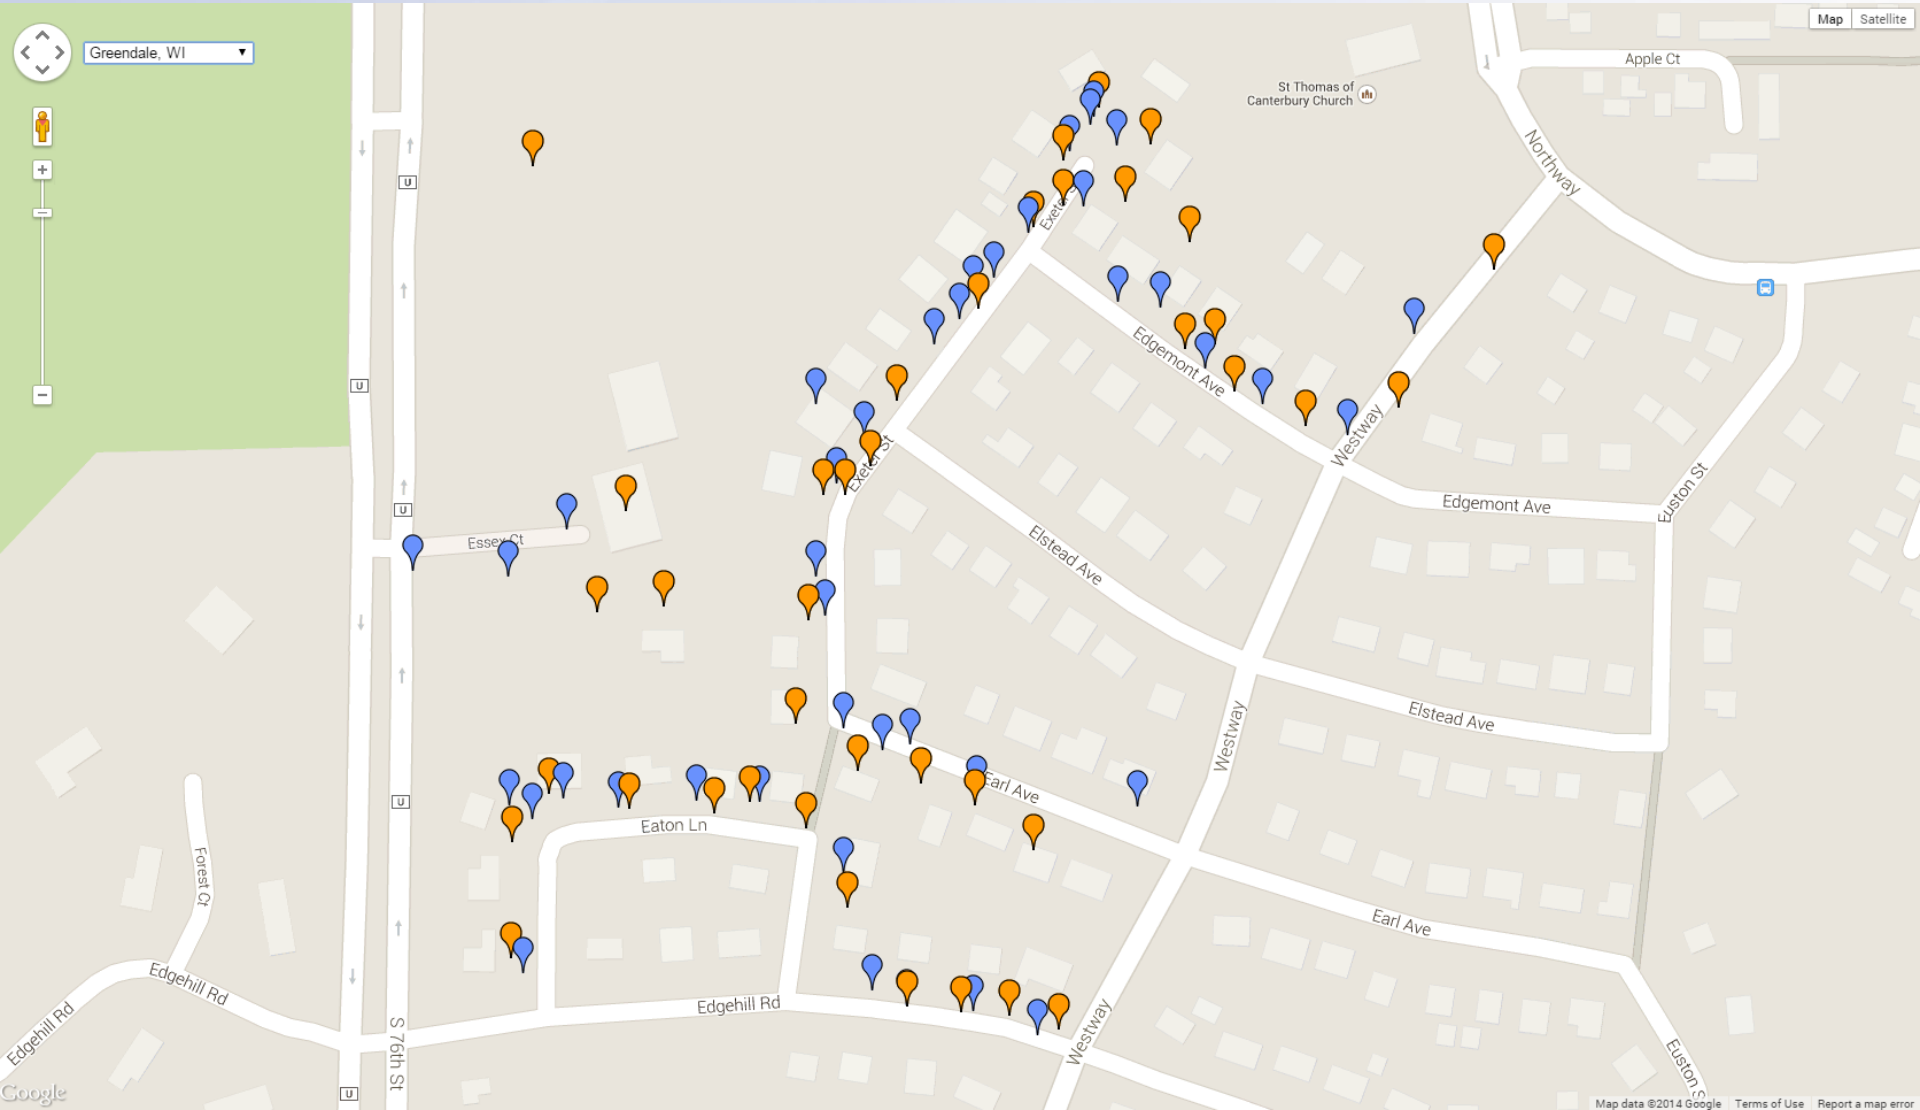 Greendale, WI
Map
Satellite
Apple Ct
St Thomas of
Canterbury Church
Northway
Exeter S
U
Edgemont Ave
U
Westway
Exeter St
Euston St
Edgemont Ave
U
Essex Ct
Elstead Ave
Elstead Ave
Westway
Earl Ave
U
Eaton Ln
Forest Ct
Earl Ave
Edgehill Rd
Edgehill Rd
Edgehill Rd
S 76th St
Westway
Euston S
U
Google
Map data ©2014 Google
Terms of Use
Report a map error